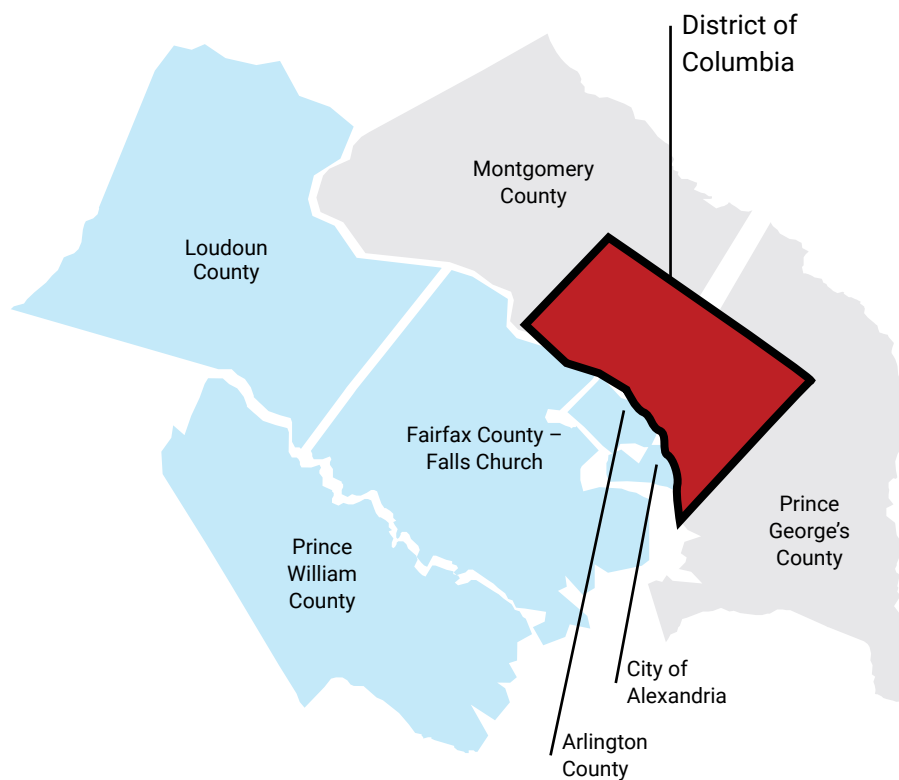 District of
Columbia
Montgomery
County
Loudoun
County
Fairfax County –
Falls Church
Prince
George’s
County
Prince
William
County
City of
Alexandria
Arlington
County